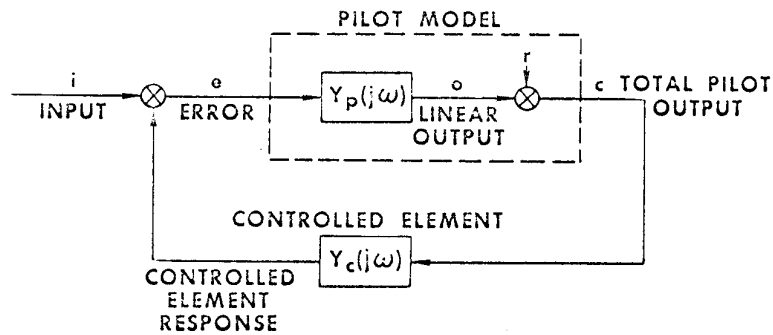 PILOT MODEL
r
i
e
Yp(jω)
o
c TOTAL PILOT
OUTPUT
INPUT
ERROR
LINEAR
OUTPUT
CONTROLLED ELEMENT
Yc(jω)
CONTROLLED
ELEMENT
RESPONSE